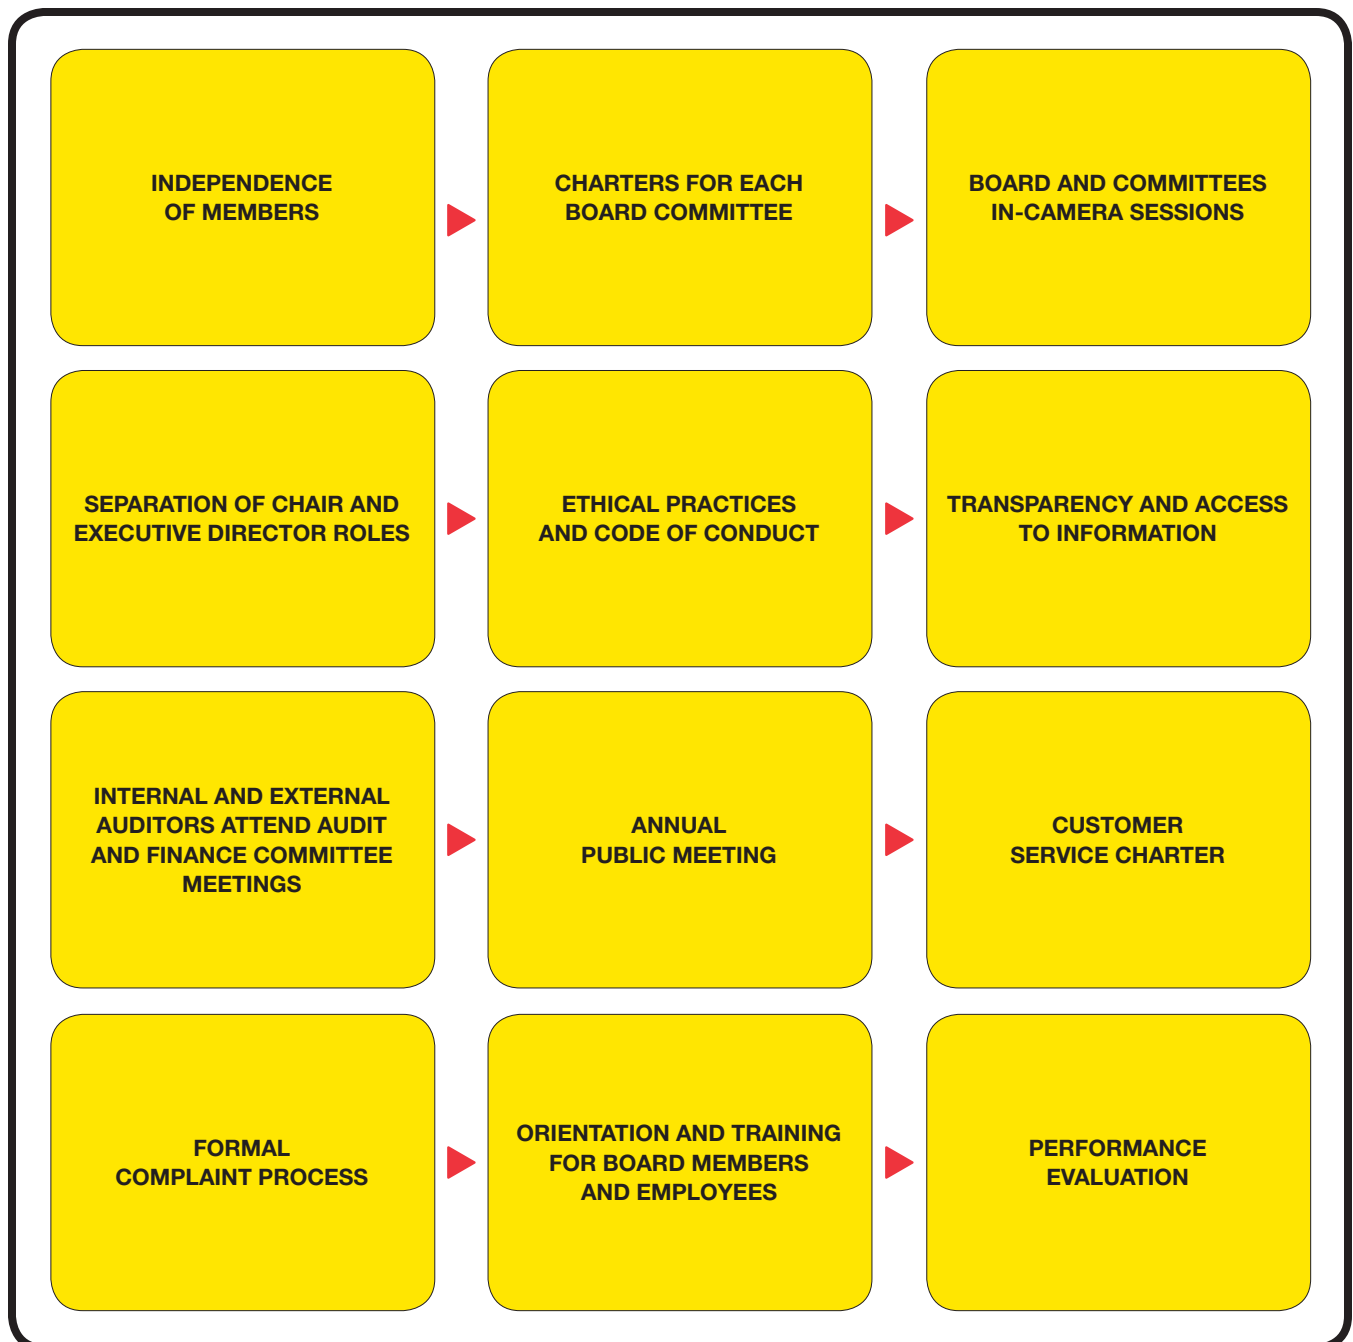 INDEPENDENCE
OF MEMBERS
CHARTERS FOR EACH
BOARD COMMITTEE
BOARD AND COMMITTEES
IN-CAMERA SESSIONS
SEPARATION OF CHAIR AND
EXECUTIVE DIRECTOR ROLES
ETHICAL PRACTICES
AND CODE OF CONDUCT
TRANSPARENCY AND ACCESS
TO INFORMATION
INTERNAL AND EXTERNAL
AUDITORS ATTEND AUDIT
AND FINANCE COMMITTEE
MEETINGS
ANNUAL
PUBLIC MEETING
CUSTOMER
SERVICE CHARTER
FORMAL
COMPLAINT PROCESS
ORIENTATION AND TRAINING
FOR BOARD MEMBERS
AND EMPLOYEES
PERFORMANCE
EVALUATION